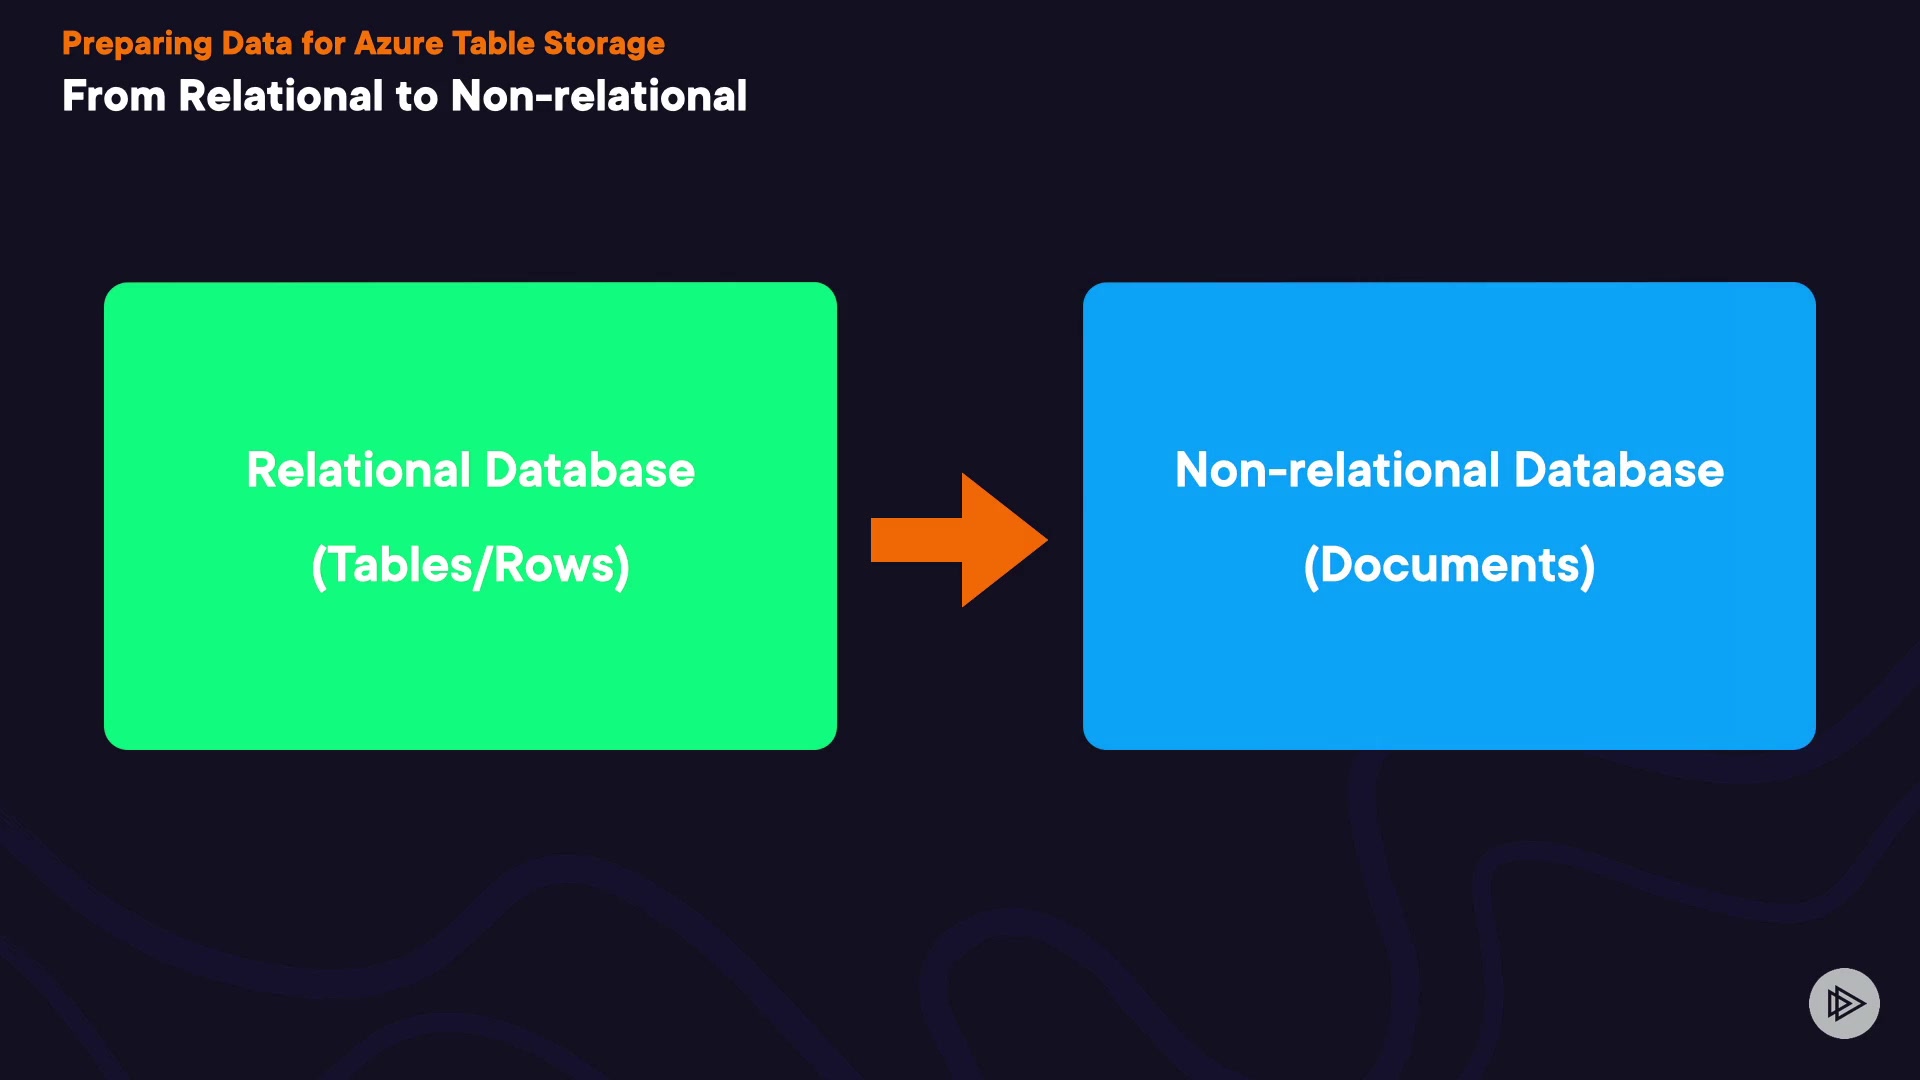 Preparing Data for Azure Table Storage
From Relational to Non-relational
Relational Database
(Tables/Rows)
Non-relational Database
(Documents)